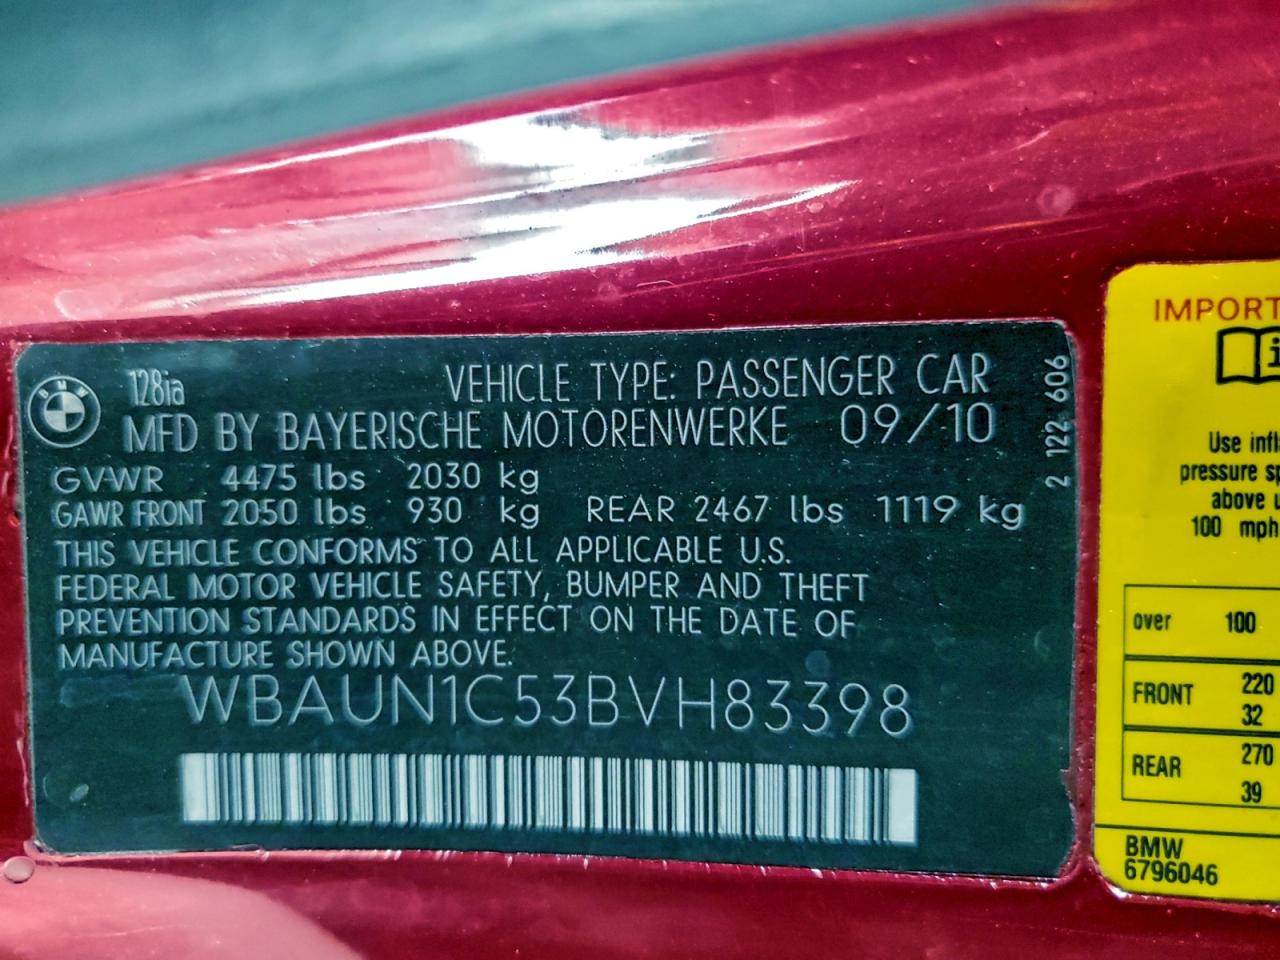 BMW
128ia
VEHICLE TYPE: PASSENGER CAR
MFD BY BAYERISCHE MOTORENWERKE 09/10
GVWR 4475 lbs 2030 kg
GAWR FRONT 2050 lbs 930 kg REAR 2467 lbs 1119 kg
THIS VEHICLE CONFORMS TO ALL APPLICABLE U.S.
FEDERAL MOTOR VEHICLE SAFETY, BUMPER AND THEFT
PREVENTION STANDARDS IN EFFECT ON THE DATE OF
MANUFACTURE SHOWN ABOVE.
WBAUN1C53BVH83398
2 122 606
IMPORT
Use infl
pressure sp
above u
100 mph
over 100
FRONT 220
32
REAR 270
39
BMW
6796046